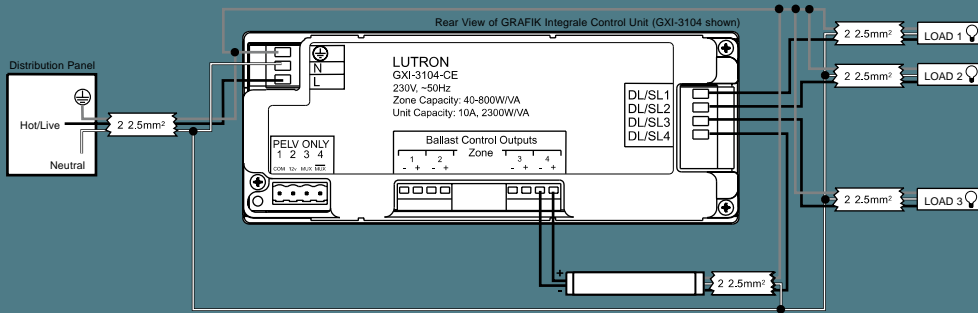 Rear View of GRAFIK Integrale Control Unit (GXI-3104 shown)
Distribution Panel
Hot/Live
Neutral
2 2.5mm²
N
L
LUTRON
GXI-3104-CE
230V, ~50Hz
Zone Capacity: 40-800W/VA
Unit Capacity: 10A, 2300W/VA
PELV ONLY
1 2 3 4
COM 12v MUX MUX
Ballast Control Outputs
Zone
1 2 3 4
- + - + - + - +
DL/SL1
DL/SL2
DL/SL3
DL/SL4
2 2.5mm²
LOAD 1
2 2.5mm²
LOAD 2
2 2.5mm²
LOAD 3
+
-
2 2.5mm²